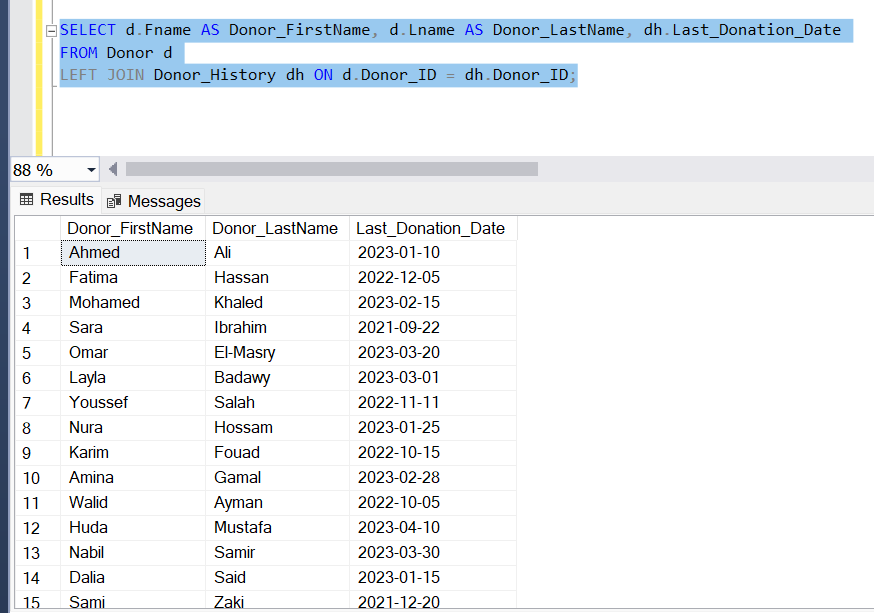 SELECT d.Fname AS Donor_FirstName, d.Lname AS Donor_LastName, dh.Last_Donation_Date
FROM Donor d
LEFT JOIN Donor_History dh ON d.Donor_ID = dh.Donor_ID;
88 %
Results Messages
Donor_FirstName Donor_LastName Last_Donation_Date
1 Ahmed Ali 2023-01-10
2 Fatima Hassan 2022-12-05
3 Mohamed Khaled 2023-02-15
4 Sara Ibrahim 2021-09-22
5 Omar El-Masry 2023-03-20
6 Layla Badawy 2023-03-01
7 Youssef Salah 2022-11-11
8 Nura Hossam 2023-01-25
9 Karim Fouad 2022-10-15
10 Amina Gamal 2023-02-28
11 Walid Ayman 2022-10-05
12 Huda Mustafa 2023-04-10
13 Nabil Samir 2023-03-30
14 Dalia Said 2023-01-15
15 Sami Zaki 2021-12-20